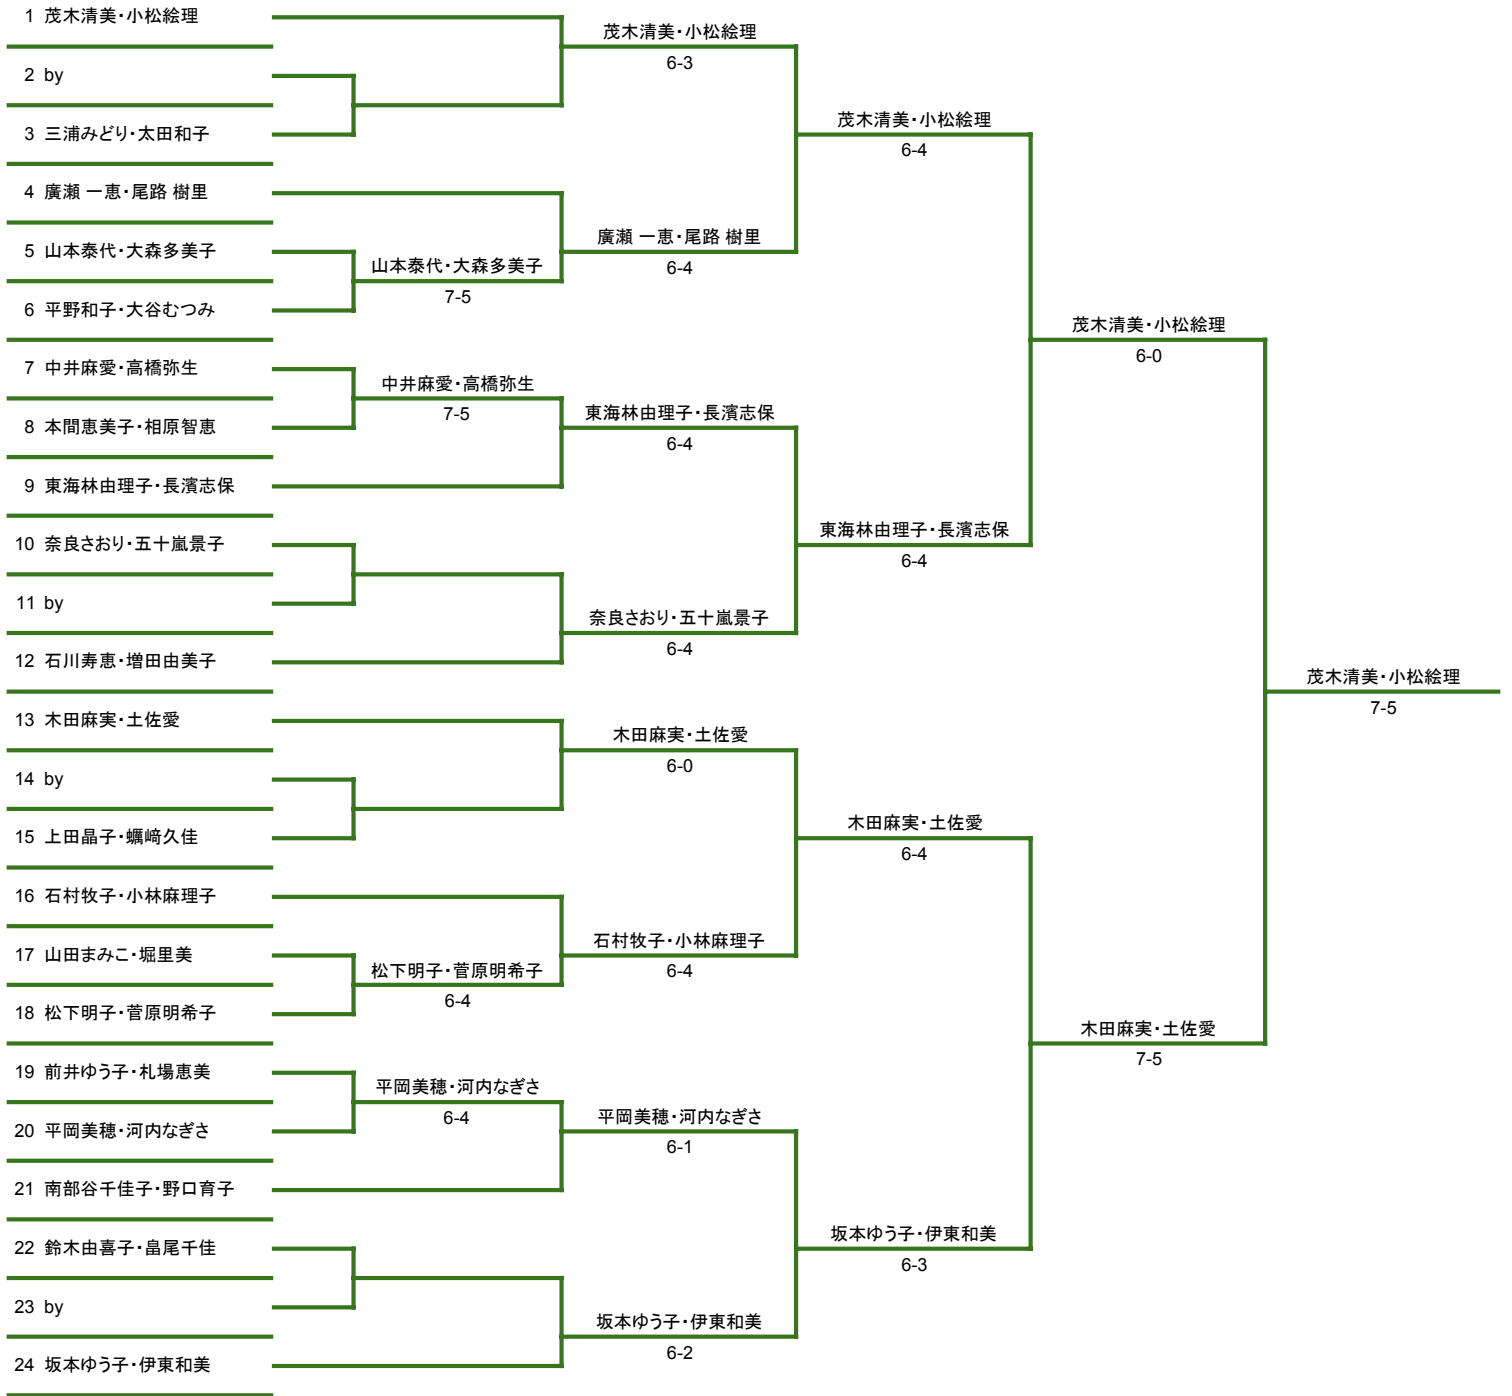 1 茂木清美・小松絵理
2 by
3 三浦みどり・太田和子
4 廣瀬 一恵・尾路 樹里
5 山本泰代・大森多美子
6 平野和子・大谷むつみ
7 中井麻愛・高橋弥生
8 本間恵美子・相原智恵
9 東海林由理子・長濱志保
10 奈良さおり・五十嵐景子
11 by
12 石川寿恵・増田由美子
13 木田麻実・土佐愛
14 by
15 上田晶子・蠣﨑久佳
16 石村牧子・小林麻理子
17 山田まみこ・堀里美
18 松下明子・菅原明希子
19 前井ゆう子・札場恵美
20 平岡美穂・河内なぎさ
21 南部谷千佳子・野口育子
22 鈴木由喜子・畠尾千佳
23 by
24 坂本ゆう子・伊東和美
山本泰代・大森多美子
7-5
中井麻愛・高橋弥生
7-5
松下明子・菅原明希子
6-4
平岡美穂・河内なぎさ
6-4
茂木清美・小松絵理
6-3
廣瀬 一恵・尾路 樹里
6-4
東海林由理子・長濱志保
6-4
奈良さおり・五十嵐景子
6-4
木田麻実・土佐愛
6-0
石村牧子・小林麻理子
6-4
平岡美穂・河内なぎさ
6-1
坂本ゆう子・伊東和美
6-2
茂木清美・小松絵理
6-4
東海林由理子・長濱志保
6-4
木田麻実・土佐愛
6-4
坂本ゆう子・伊東和美
6-3
茂木清美・小松絵理
6-0
木田麻実・土佐愛
7-5
茂木清美・小松絵理
7-5